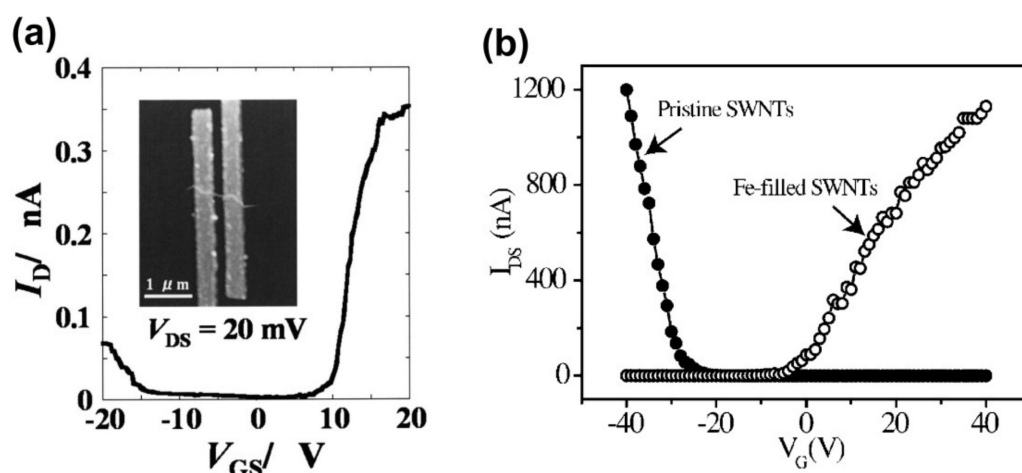 (a)
0.4
0.3
0.2
0.1
0
I_D/ nA
1 μm
V_DS = 20 mV
-20 -10 0 10 20
V_GS/ V
(b)
1200
800
400
0
I_DS (nA)
Pristine SWNTs
Fe-filled SWNTs
-40 -20 0 20 40
V_G(V)